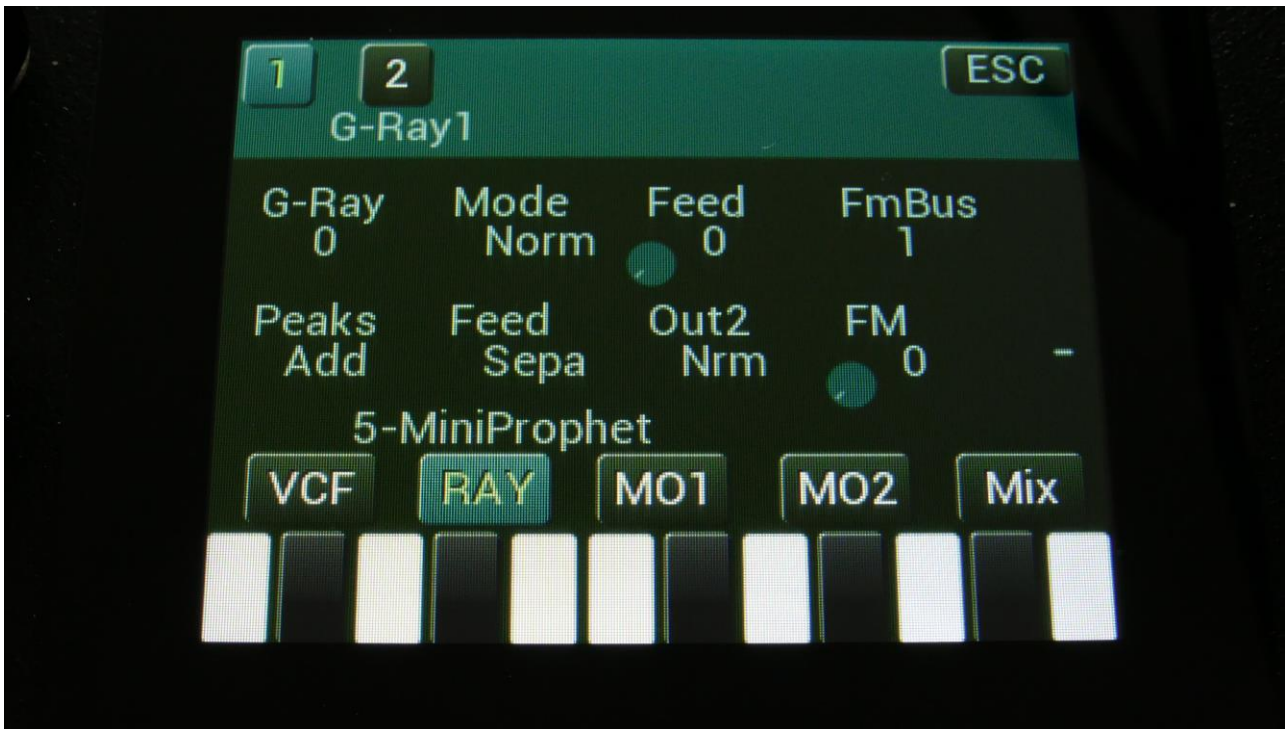 1 2 ESC
G-Ray1
G-Ray Mode Feed FmBus
0 Norm 0 1
Peaks Feed Out2 FM
Add Sepa Nrm 0 -
5-MiniProphet
VCF RAY MO1 MO2 Mix